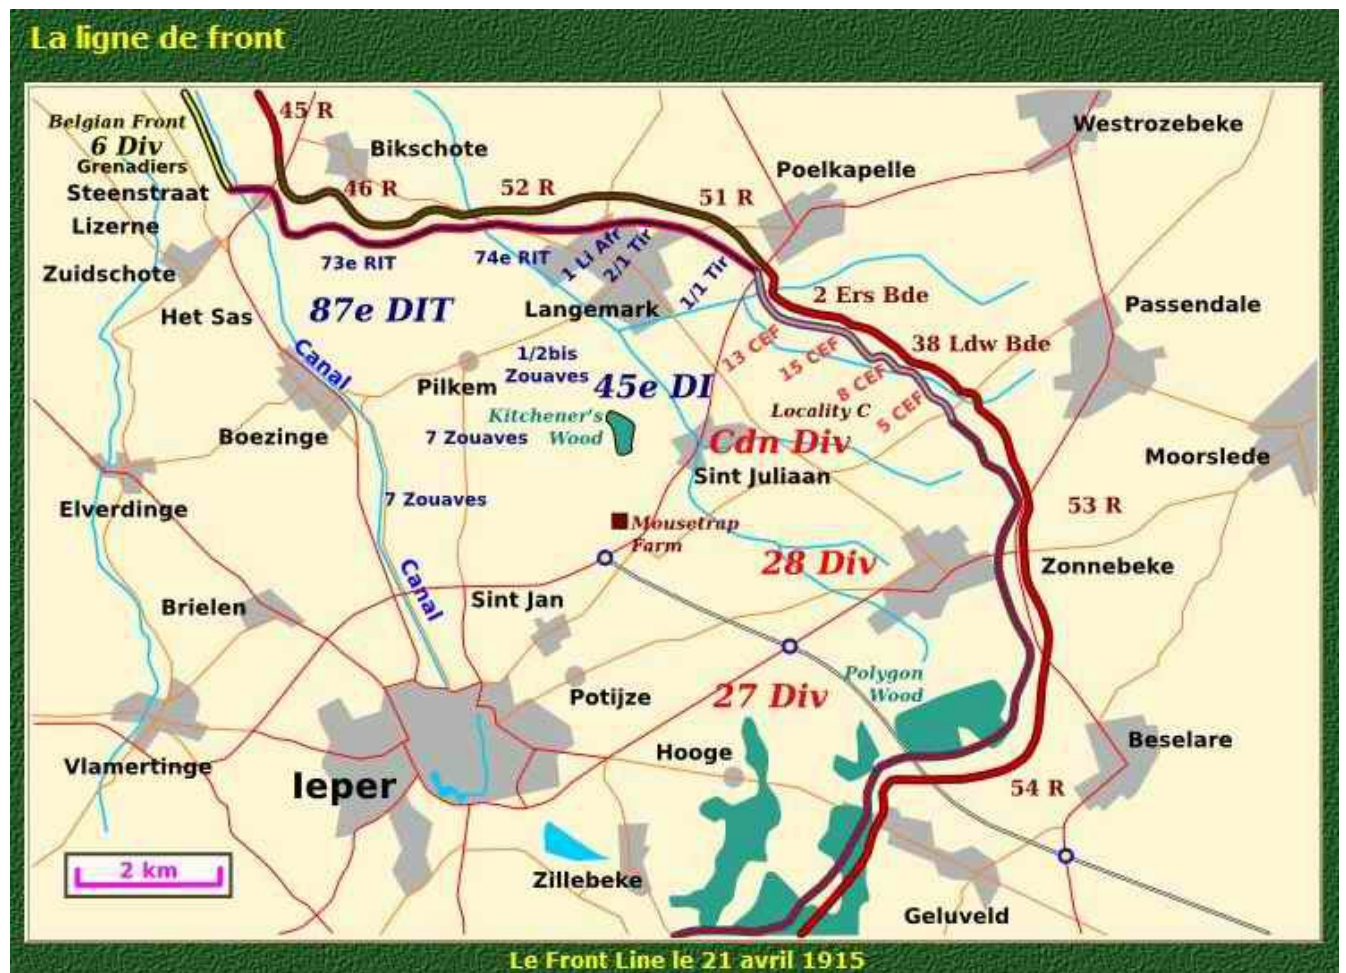 La ligne de front
45 R
Belgian Front
6 Div
Grenadiers
Steenstraat
Lizerne
Zuidschote
Het Sas
Bikschote
46 R
52 R
51 R
Poelkapelle
Westrozebeke
73e RIT
74e RIT
1 Li Afr
2/1 Tir
1/1 Tir
87e DIT
Langemark
2 Ers Bde
38 Ldw Bde
Passendale
Canal
1/2bis
Zouaves
45e DI
Pilkem
13 CEF
15 CEF
8 CEF
5 CEF
Kitchener's
Wood
Locality C
Boezinge
7 Zouaves
Cdn Div
Sint Juliaan
Moorslede
Elverdinge
7 Zouaves
Mousetrap
Farm
53 R
28 Div
Zonnebeke
Canal
Brielen
Sint Jan
Potijze
27 Div
Polygon
Wood
Hooge
Beselare
Vlamertinge
Ieper
54 R
2 km
Zillebeke
Geluveld
Le Front Line le 21 avril 1915